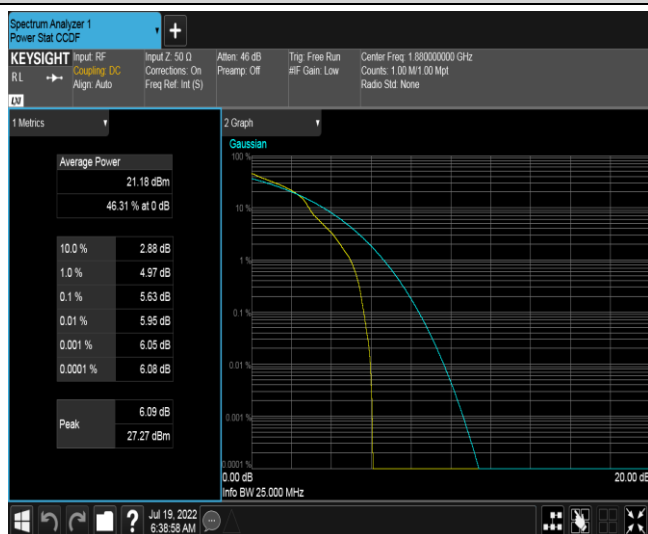 Spectrum Analyzer 1
Power Stat CCDF
+
KEYSIGHT
RL
LXI
Input: RF
Coupling: DC
Align: Auto
Input Z: 50 Ω
Corrections: On
Freq Ref: Int (S)
Atten: 46 dB
Preamp: Off
Trig: Free Run
#IF Gain: Low
Center Freq: 1.880000000 GHz
Counts: 1.00 M/1.00 Mpt
Radio Std: None
1 Metrics
Average Power
21.18 dBm
46.31 % at 0 dB
10.0 % 2.88 dB
1.0 % 4.97 dB
0.1 % 5.63 dB
0.01 % 5.95 dB
0.001 % 6.05 dB
0.0001 % 6.08 dB
Peak
6.09 dB
27.27 dBm
2 Graph
Gaussian
100 %
10 %
1 %
0.1 %
0.01 %
0.001 %
0.0001 %
0.00 dB 20.00 dB
Info BW 25.000 MHz
?
Jul 19, 2022
6:38:58 AM